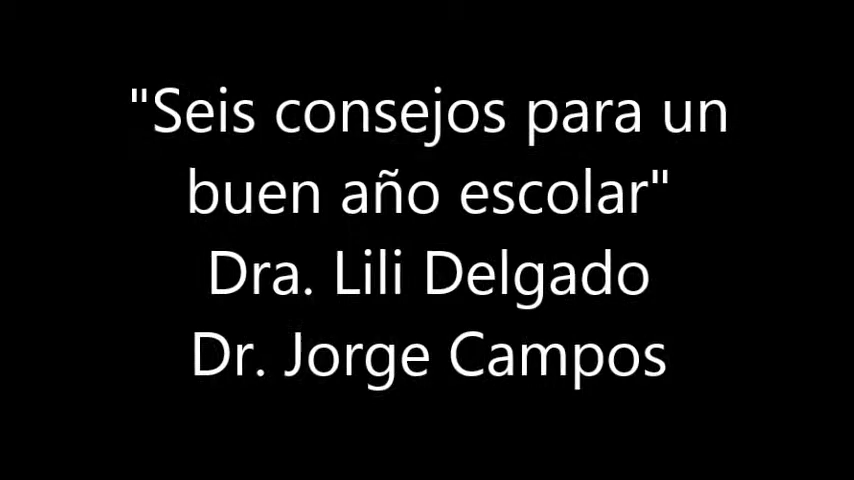 "Seis consejos para un
buen año escolar"
Dra. Lili Delgado
Dr. Jorge Campos